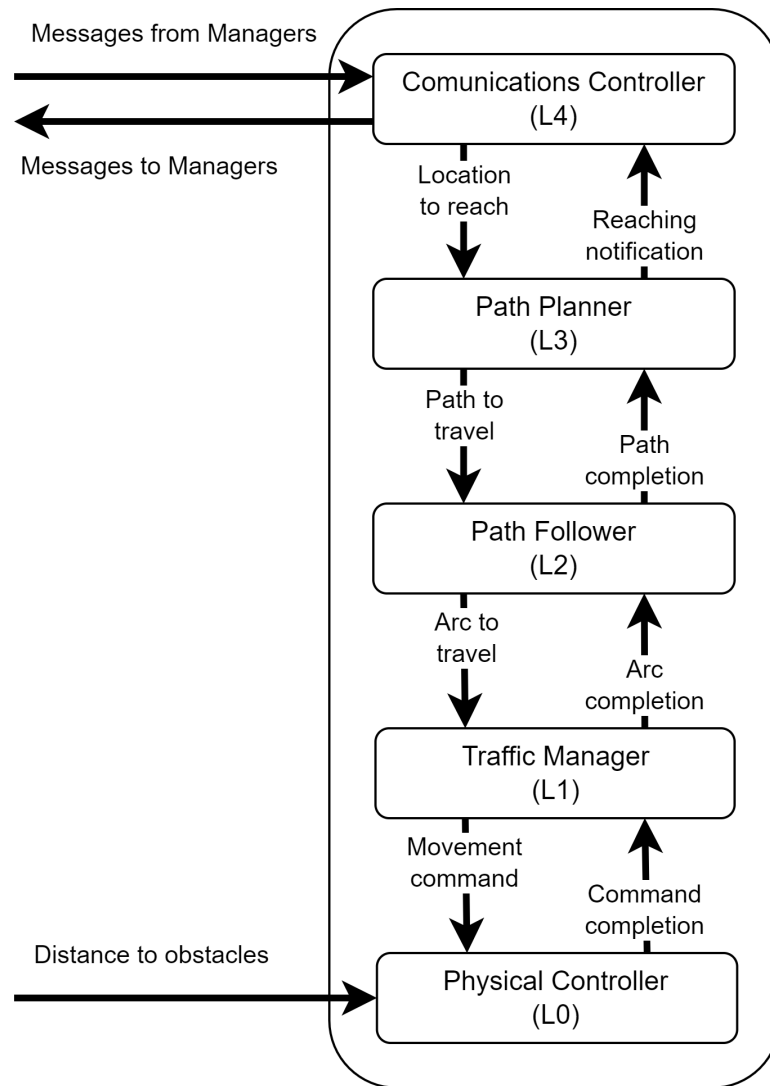 Messages from Managers
Comunications Controller
(L4)
Messages to Managers
Location
to reach
Reaching
notification
Path Planner
(L3)
Path to
travel
Path
completion
Path Follower
(L2)
Arc to
travel
Arc
completion
Traffic Manager
(L1)
Movement
command
Command
completion
Distance to obstacles
Physical Controller
(L0)